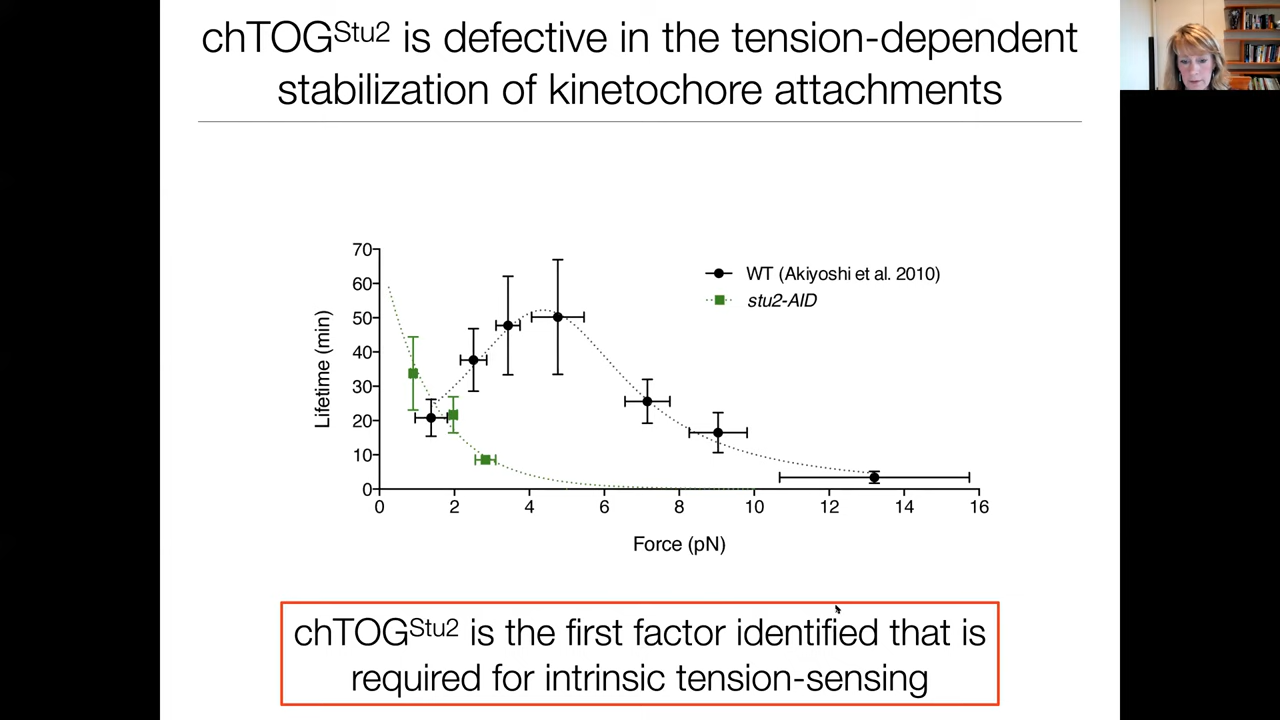 chTOGStu2 is defective in the tension-dependent
stabilization of kinetochore attachments
70
60
50
40
30
20
10
0
Lifetime (min)
WT (Akiyoshi et al. 2010)
stu2-AID
0 2 4 6 8 10 12 14 16
Force (pN)
chTOGStu2 is the first factor identified that is
required for intrinsic tension-sensing